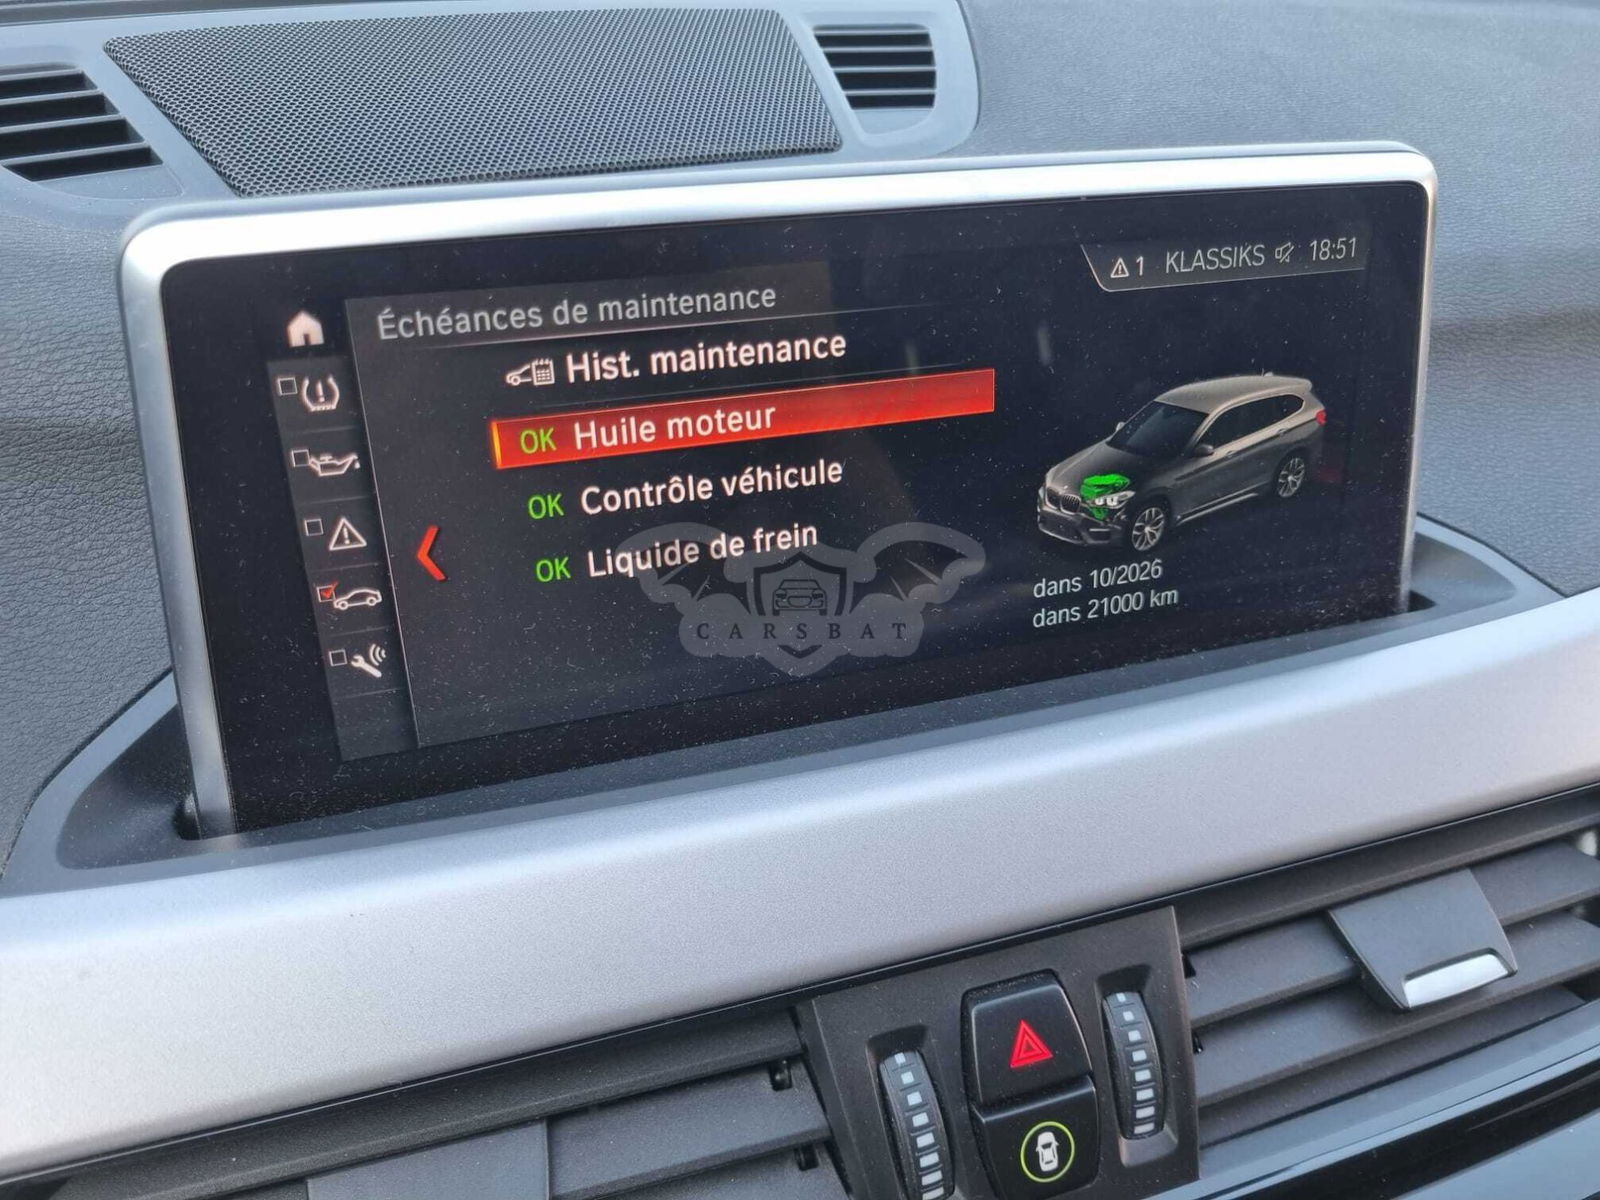 1 KLASSIKS 18:51
Échéances de maintenance
Hist. maintenance
OK Huile moteur
OK Contrôle véhicule
OK Liquide de frein
dans 10/2026
dans 21000 km
CARSBAT